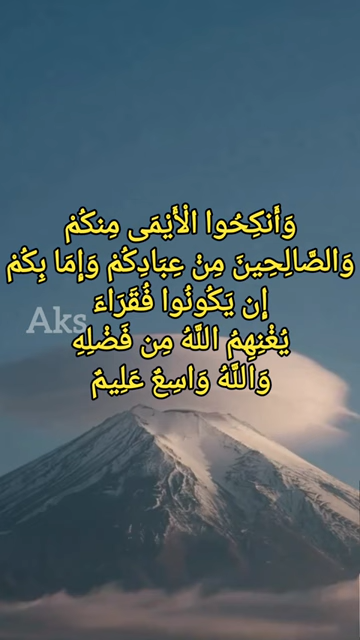 وَأَنكِحُوا الْأَيْمَى مِنكُمْ
وَالصَّالِحِينَ مِنْ عِبَادِكُمْ وَإِمَا بِكُمْ
إِن يَكُونُوا فُقَرَاءَ
يُغْنِهِمُ اللَّهُ مِن فَضْلِهِ
وَاللَّهُ وَاسِعٌ عَلِيمٌ
Aks